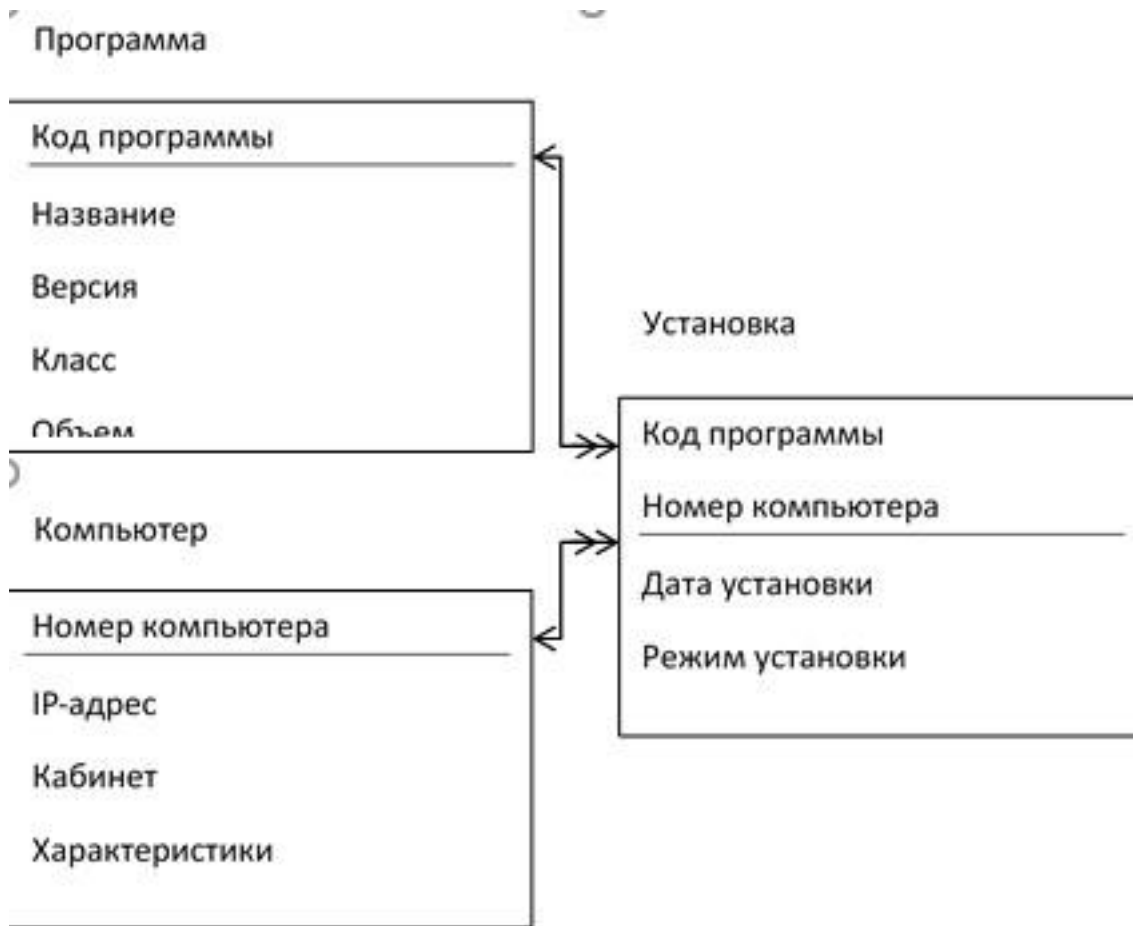 Программа
Код программы
Название
Версия
Класс
Объем
Установка
Код программы
Номер компьютера
Дата установки
Режим установки
Компьютер
Номер компьютера
IP-адрес
Кабинет
Характеристики